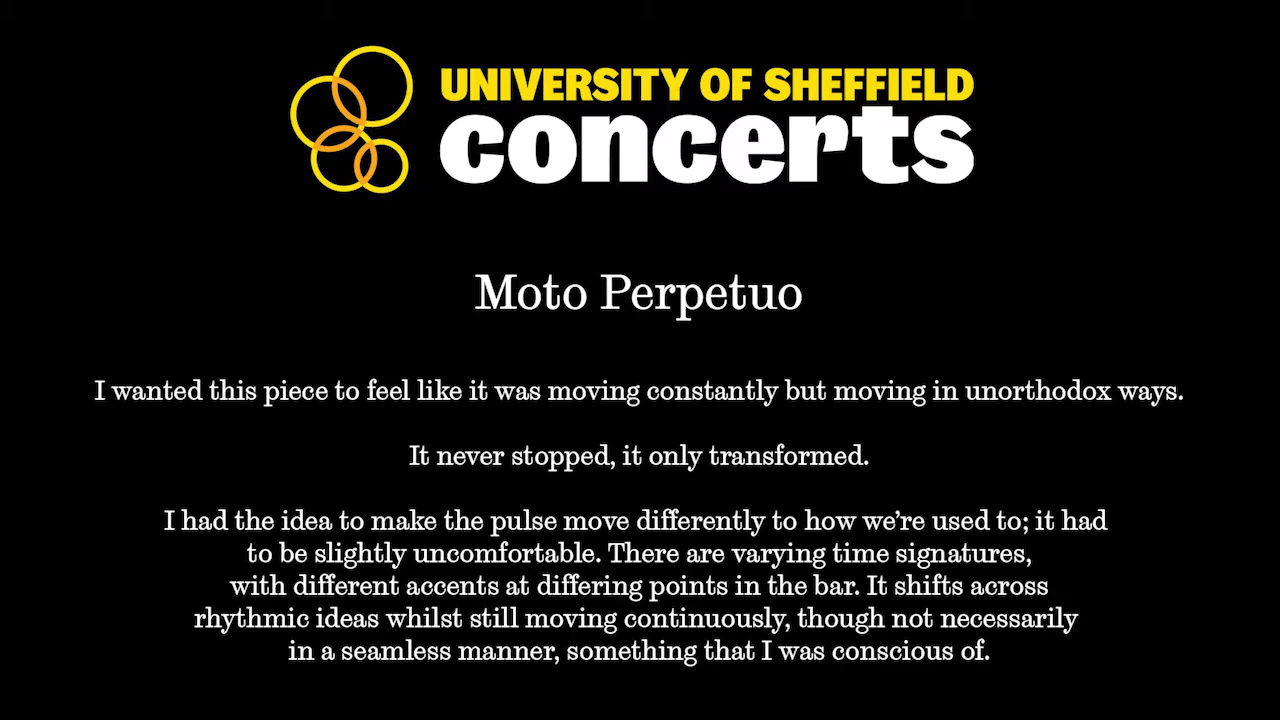 UNIVERSITY OF SHEFFIELD
concerts
Moto Perpetuo
I wanted this piece to feel like it was moving constantly but moving in unorthodox ways.
It never stopped, it only transformed.
I had the idea to make the pulse move differently to how we’re used to; it had
to be slightly uncomfortable. There are varying time signatures,
with different accents at differing points in the bar. It shifts across
rhythmic ideas whilst still moving continuously, though not necessarily
in a seamless manner, something that I was conscious of.